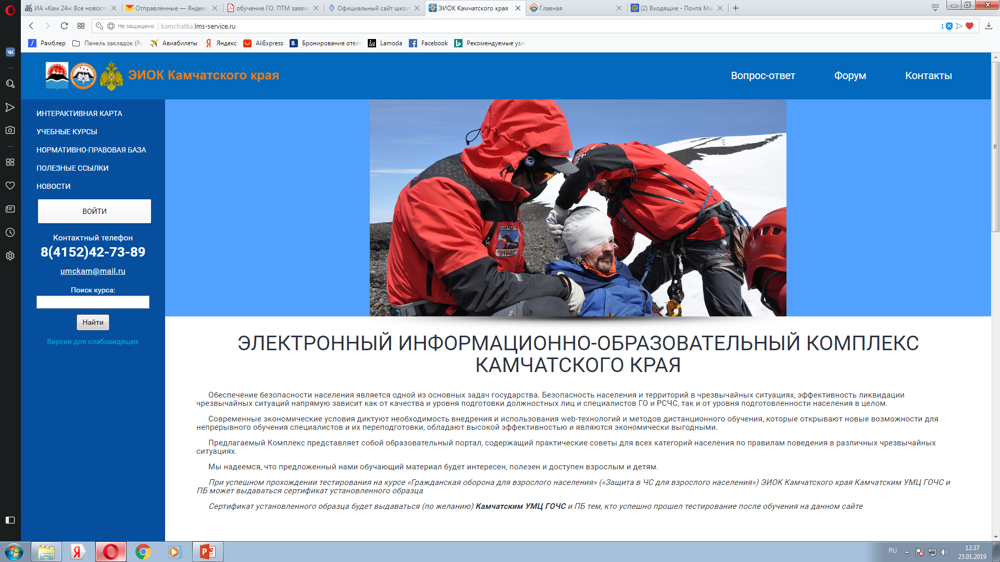 ИА «Кам 24»: Все новост
Отправленные — Яндекс
обучение ГО, ПТМ заявка
Официальный сайт школ
ЭИОК Камчатского края
Главная
(2) Входящие - Почта Ma
Не защищено
kamchatka.lms-service.ru
1
Рамблер
Панель закладок (Ян
Авиабилеты
Яндекс
AliExpress
Бронирование отеле
Lamoda
Facebook
Рекомендуемые узл
ЭИОК Камчатского края
Вопрос-ответ
Форум
Контакты
ИНТЕРАКТИВНАЯ КАРТА
УЧЕБНЫЕ КУРСЫ
НОРМАТИВНО-ПРАВОВАЯ БАЗА
ПОЛЕЗНЫЕ ССЫЛКИ
НОВОСТИ
ВОЙТИ
Контактный телефон
8(4152)42-73-89
umckam@mail.ru
Поиск курса:
Найти
Версия для слабовидящих
КАМЧАТС
СПАСАТЕЛЬНЫЙ
ОТРЯД
RedFox
ЭЛЕКТРОННЫЙ ИНФОРМАЦИОННО-ОБРАЗОВАТЕЛЬНЫЙ КОМПЛЕКС
КАМЧАТСКОГО КРАЯ
Обеспечение безопасности населения является одной из основных задач государства. Безопасность населения и территорий в чрезвычайных ситуациях, эффективность ликвидации
чрезвычайных ситуаций напрямую зависит как от качества и уровня подготовки должностных лиц и специалистов ГО и РСЧС, так и от уровня подготовленности населения в целом.
Современные экономические условия диктуют необходимость внедрения и использования web-технологий и методов дистанционного обучения, которые открывают новые возможности для
непрерывного обучения специалистов и их переподготовки, обладают высокой эффективностью и являются экономически выгодными.
Предлагаемый Комплекс представляет собой образовательный портал, содержащий практические советы для всех категорий населения по правилам поведения в различных чрезвычайных
ситуациях.
Мы надеемся, что предложенный нами обучающий материал будет интересен, полезен и доступен взрослым и детям.
При успешном прохождении тестирования на курсе «Гражданская оборона для взрослого населения» («Защита в ЧС для взрослого населения») ЭИОК Камчатского края Камчатским УМЦ ГОЧС и
ПБ может выдаваться сертификат установленного образца
Сертификат установленного образца будет выдаваться (по желанию) Камчатским УМЦ ГОЧС и ПБ тем, кто успешно прошел тестирование после обучения на данном сайте
RU
12:37
23.01.2019